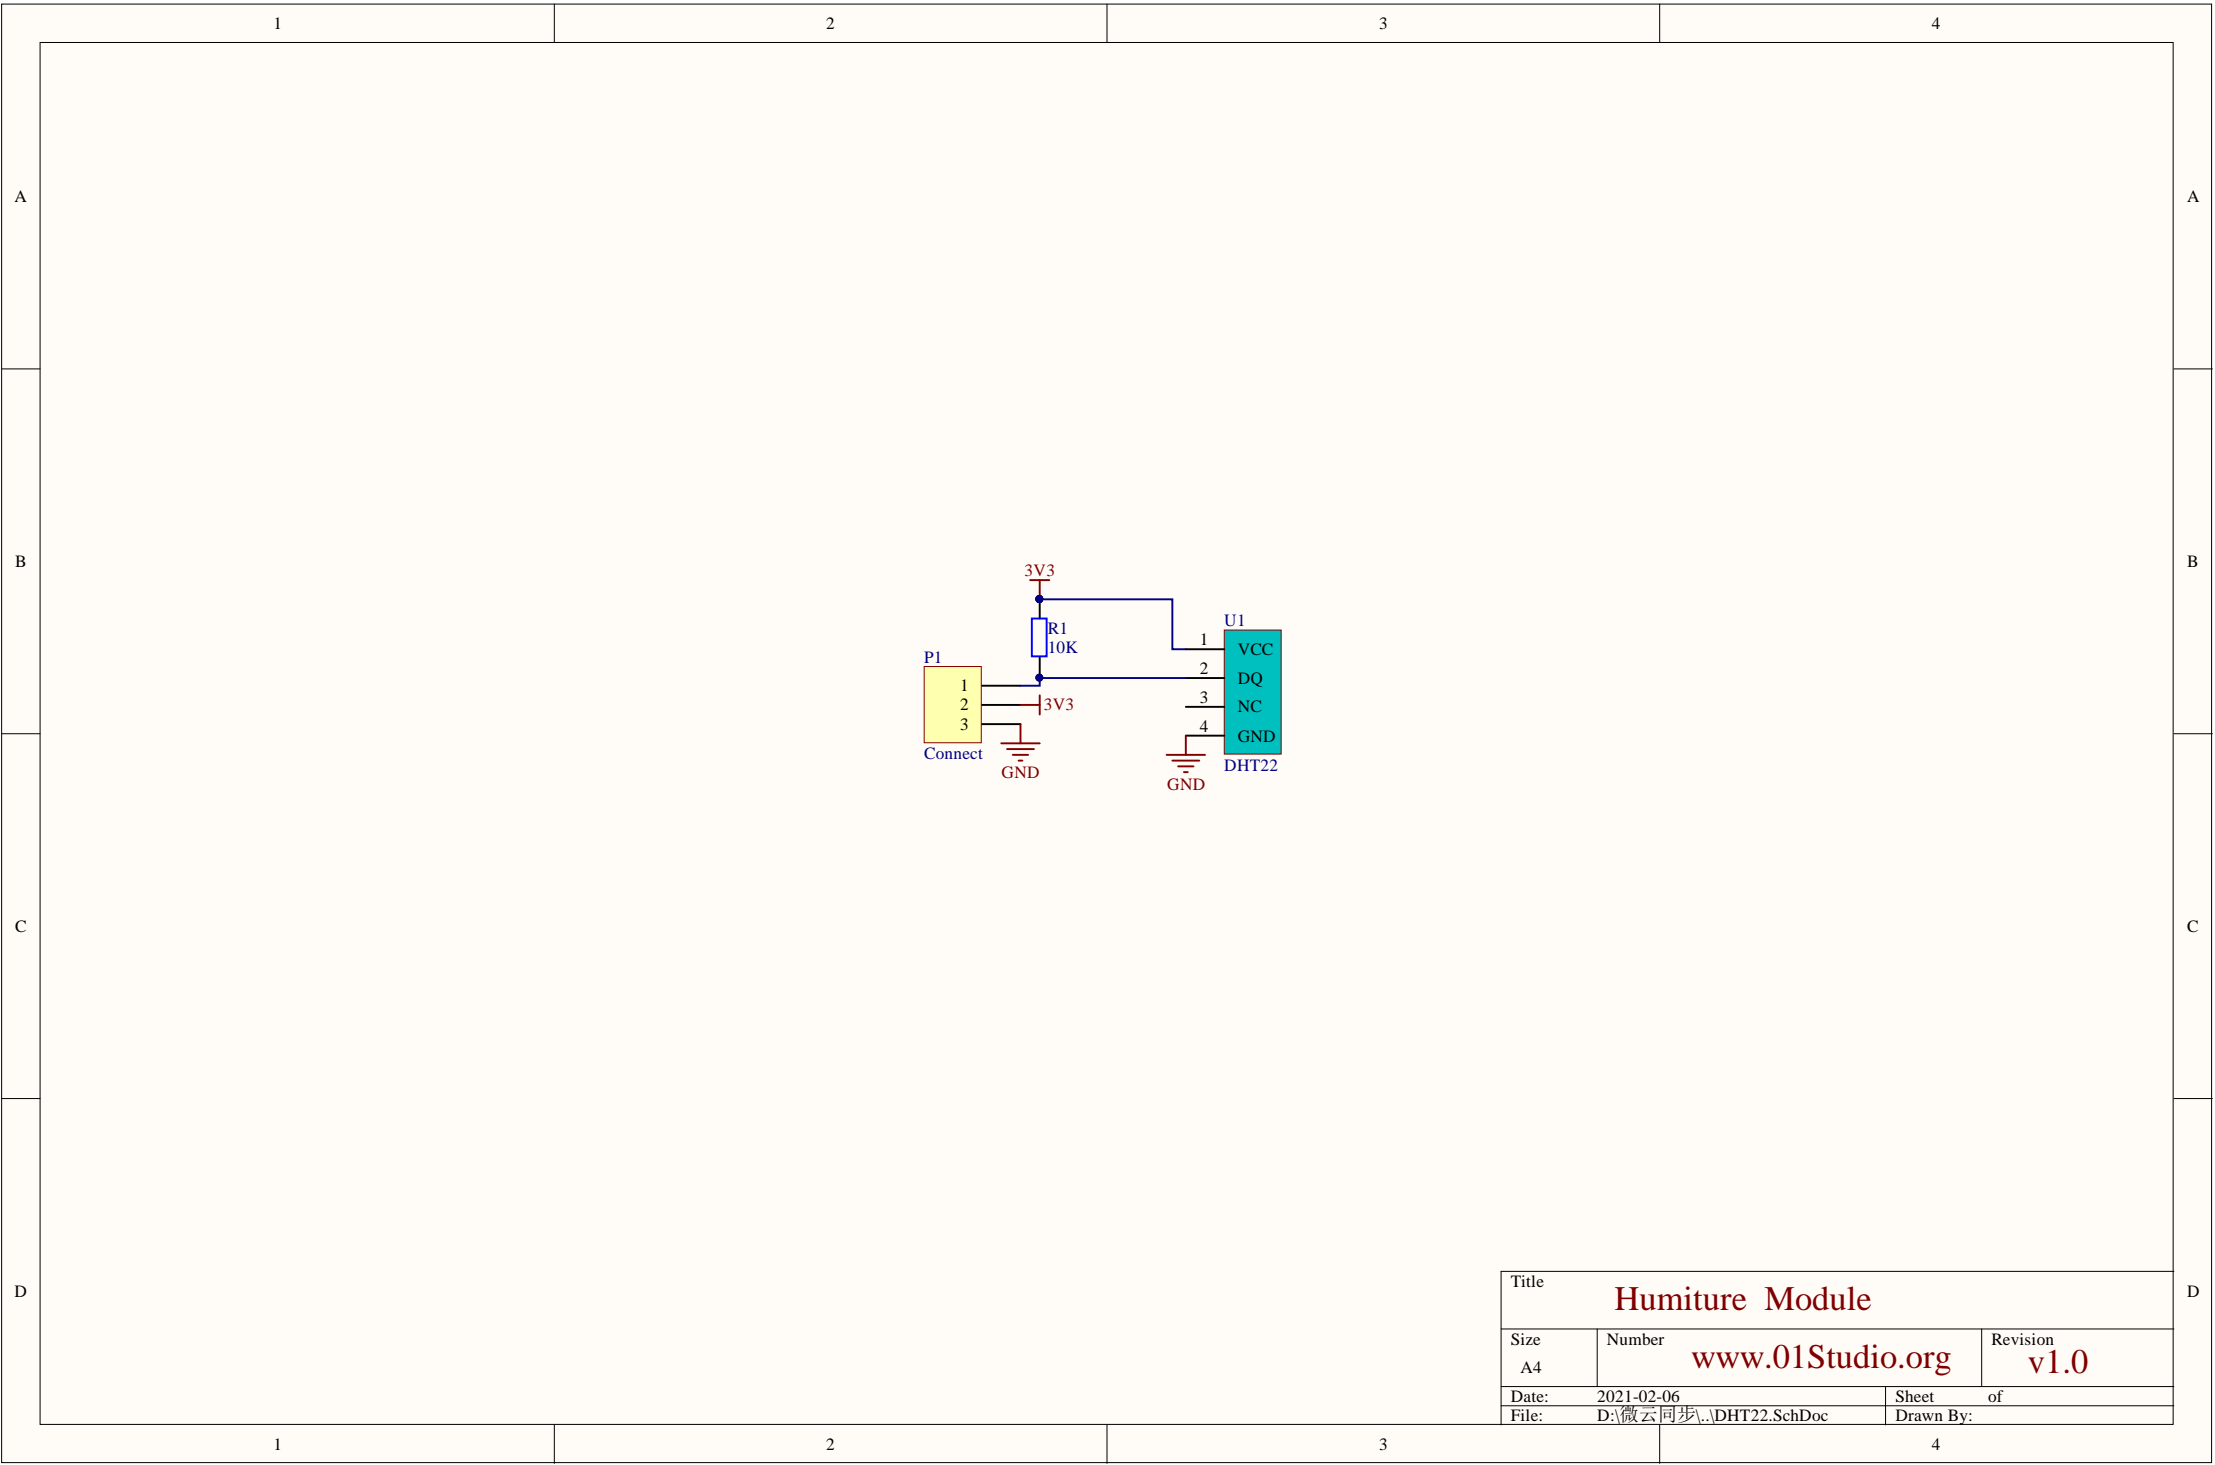 1 2 3 4
A A
B B
3V3
R1
10K
P1
1
2 3V3
3
Connect
GND
U1
1 VCC
2 DQ
3 NC
4 GND
DHT22
GND
C C
D D
Title
Humiture Module
Size Number Revision
A4 www.01Studio.org v1.0
Date: 2021-02-06 Sheet of
File: D:\微云同步\..\DHT22.SchDoc Drawn By:
1 2 3 4